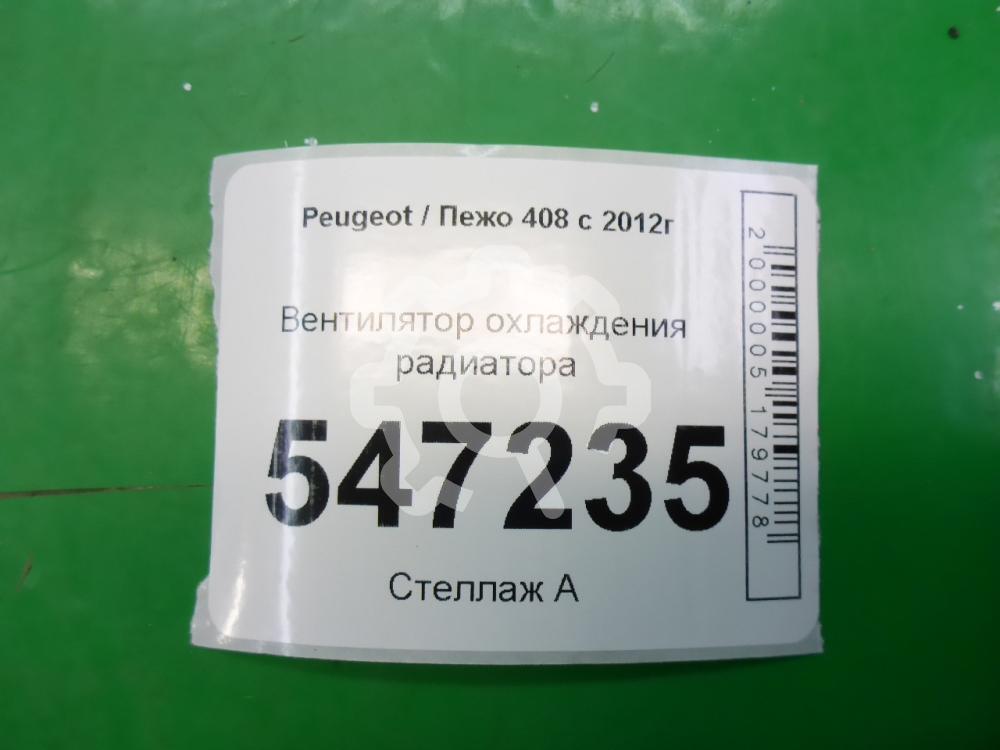 Peugeot / Пежо 408 с 2012г
Вентилятор охлаждения
радиатора
547235
Стеллаж А
2000005179778